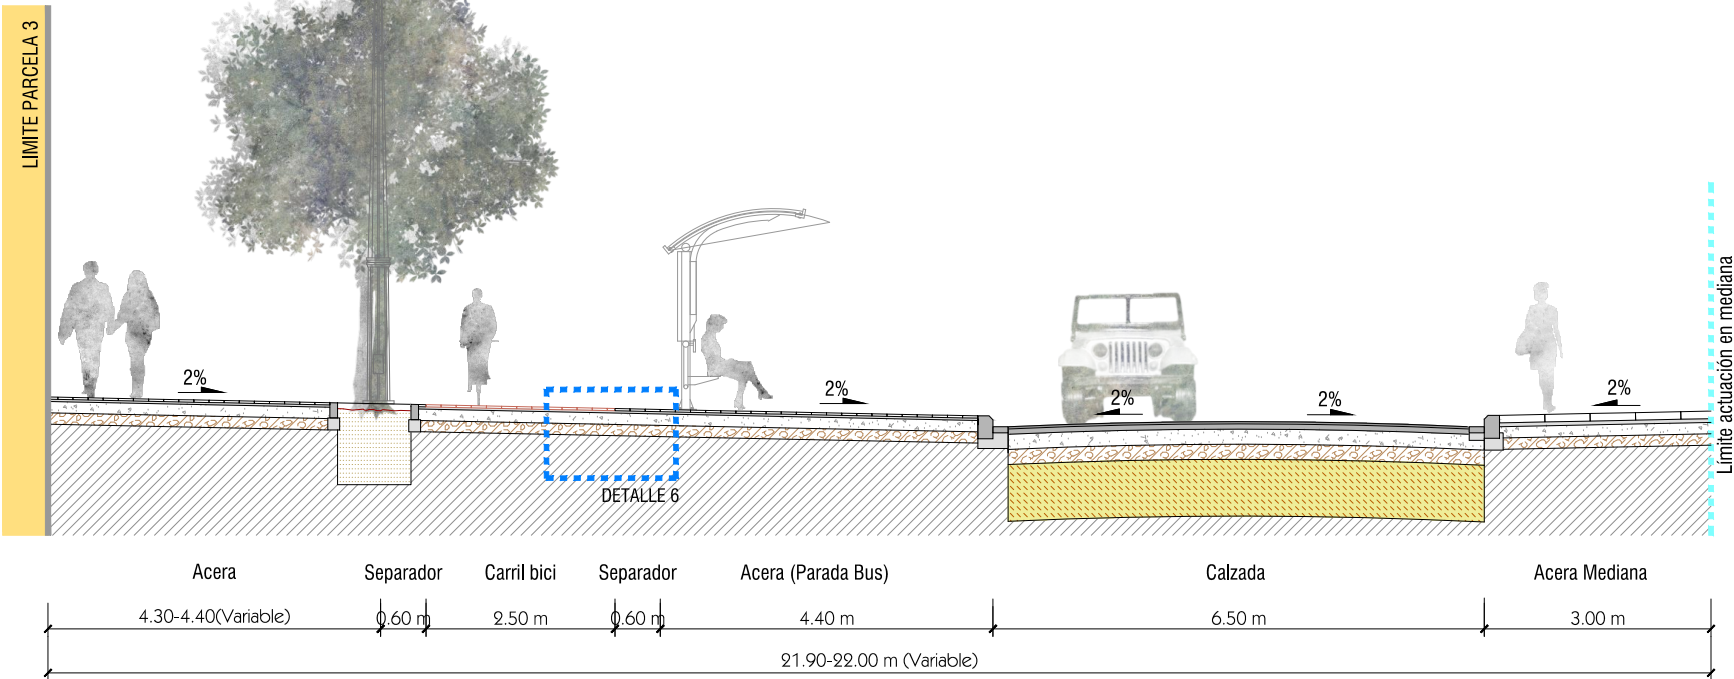 LIMITE PARCELA 3
2%
2%
2%
2%
2%
DETALLE 6
Límite actuación en mediana
Acera
Separador
Carril bici
Separador
Acera (Parada Bus)
Calzada
Acera Mediana
4.30-4.40(Variable)
0.60 m
2.50 m
0.60 m
4.40 m
6.50 m
3.00 m
21.90-22.00 m (Variable)